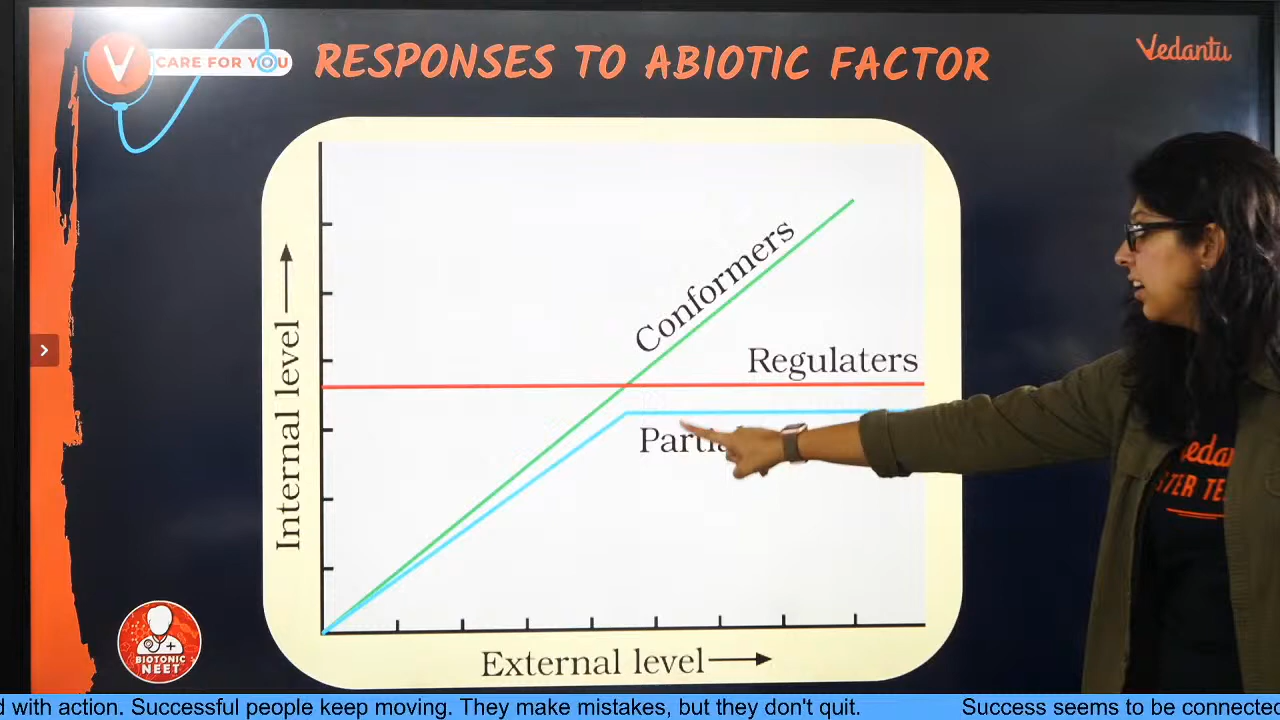 V
CARE FOR YOU
RESPONSES TO ABIOTIC FACTOR
Vedantu
Conformers
Regulaters
Internal level
External level
BIOTONIC
NEET
d with action. Successful people keep moving. They make mistakes, but they don't quit.
Success seems to be connected